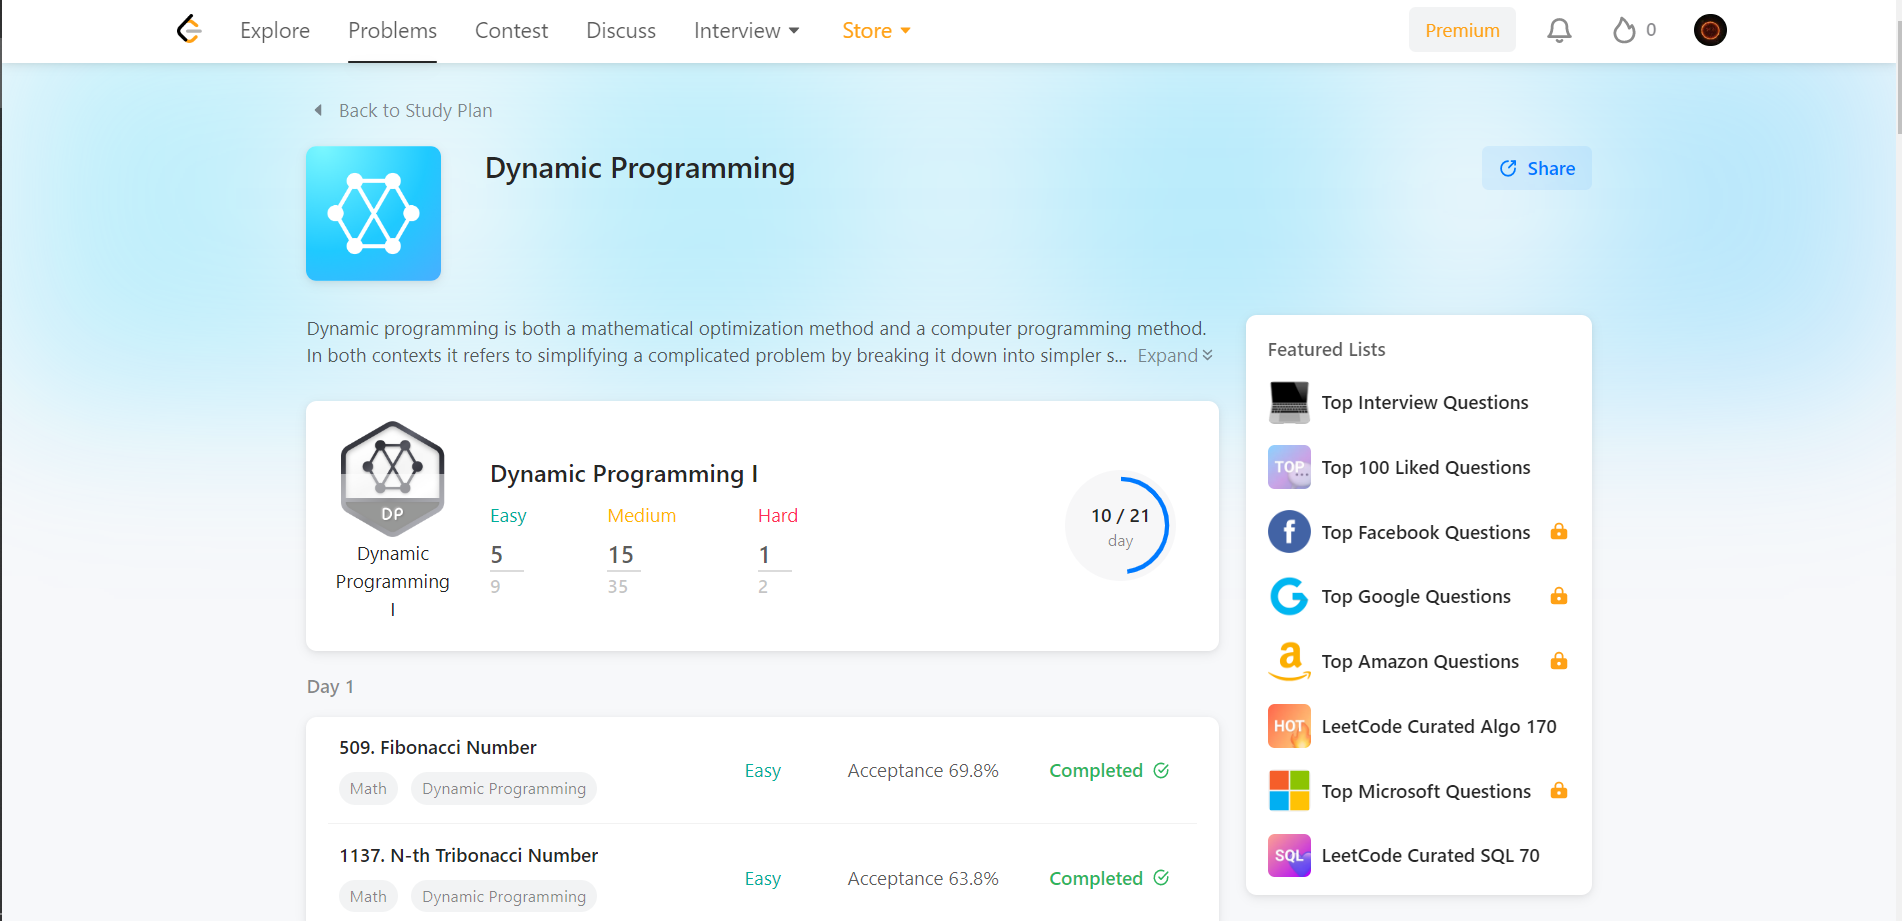 Explore Problems Contest Discuss Interview Store Premium 0
Back to Study Plan
Dynamic Programming
Share
Dynamic programming is both a mathematical optimization method and a computer programming method.
In both contexts it refers to simplifying a complicated problem by breaking it down into simpler s... Expand
DP
Dynamic
Programming
I
Dynamic Programming I
Easy Medium Hard
5 15 1
9 35 2
10 / 21
day
Day 1
509. Fibonacci Number
Math Dynamic Programming
Easy Acceptance 69.8% Completed
1137. N-th Tribonacci Number
Math Dynamic Programming
Easy Acceptance 63.8% Completed
Featured Lists
Top Interview Questions
TOP Top 100 Liked Questions
f Top Facebook Questions
G Top Google Questions
a Top Amazon Questions
HOT LeetCode Curated Algo 170
Top Microsoft Questions
SQL LeetCode Curated SQL 70